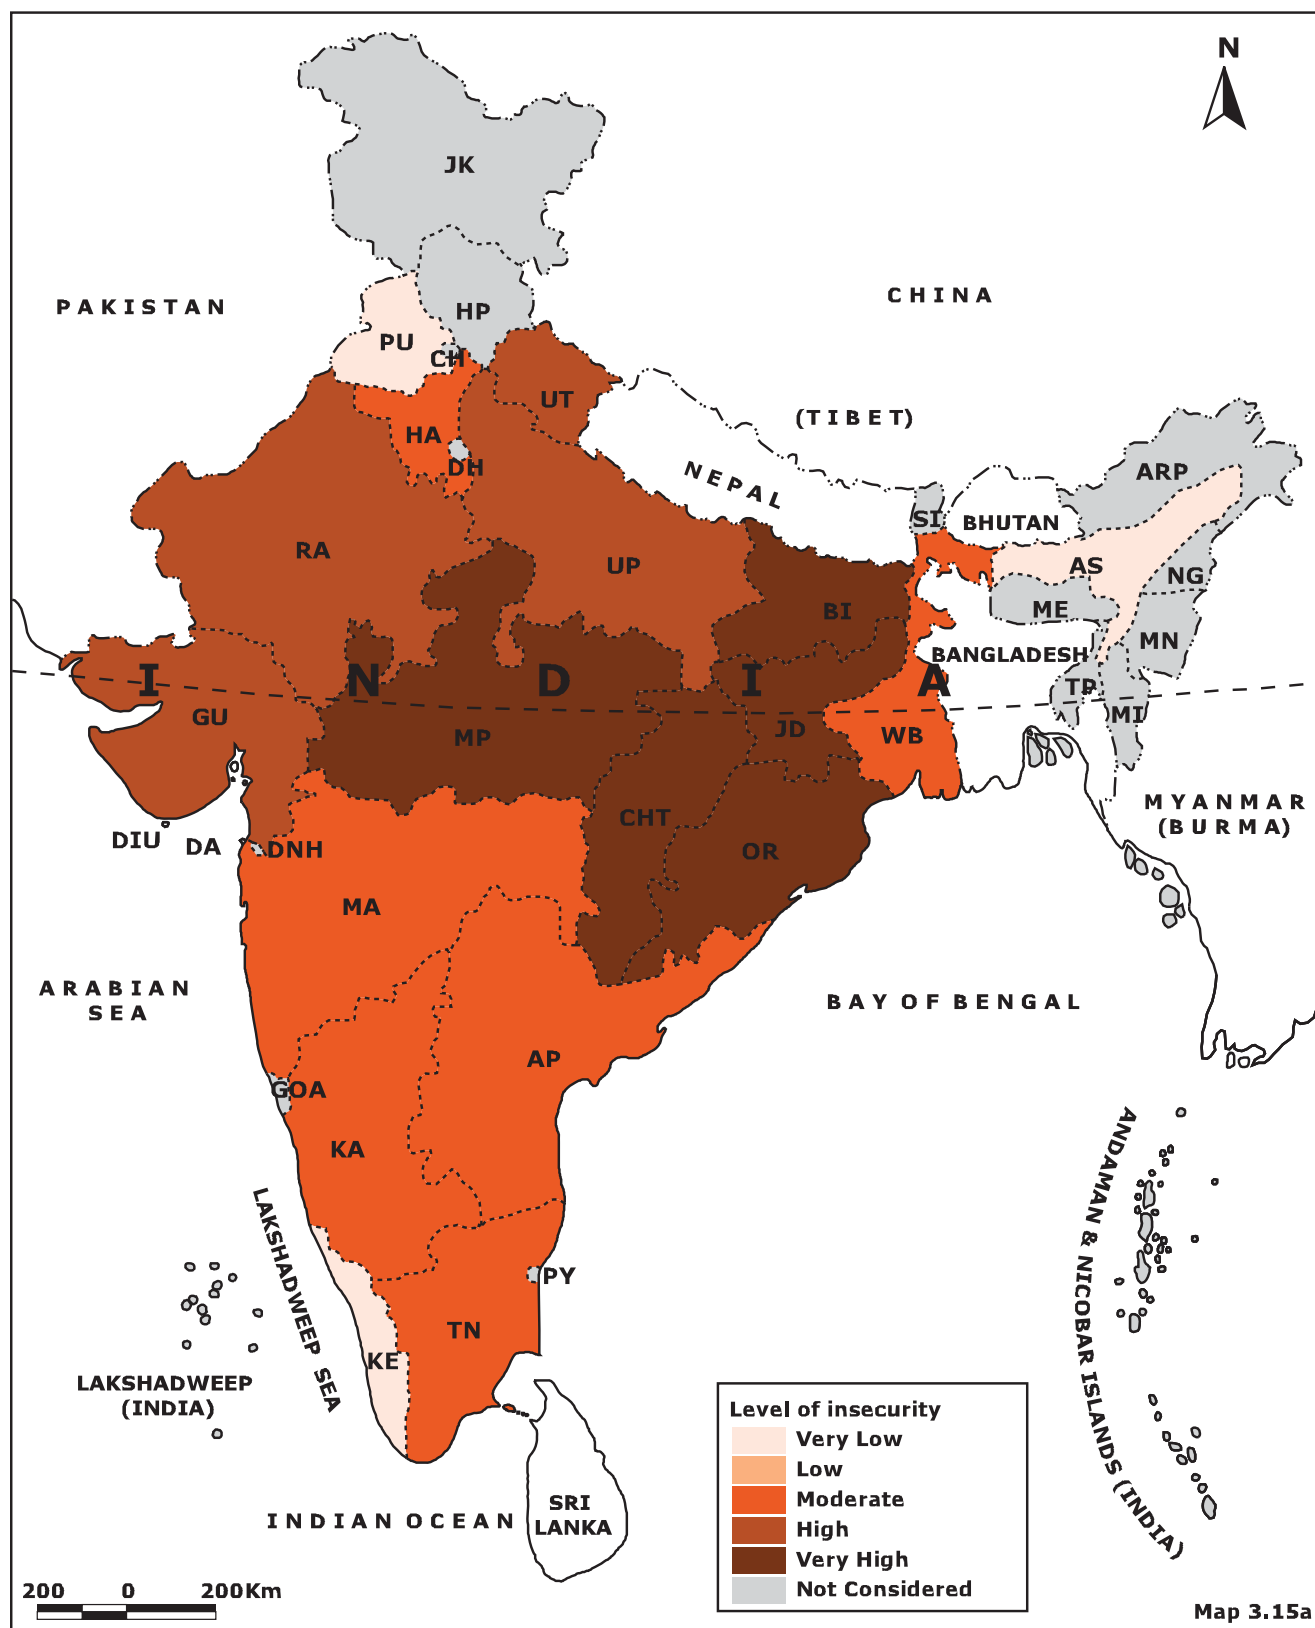 N
JK
PAKISTAN
HP
CHINA
PU
CH
UT
(TIBET)
HA
DH
NEPAL
ARP
SI
BHUTAN
RA
UP
AS
NG
BI
ME
MN
BANGLADESH
I N D I A
TP
GU
MI
MP
JD
WB
MYANMAR
(BURMA)
CHT
DIU
DA
DNH
OR
MA
ARABIAN
SEA
BAY OF BENGAL
AP
GOA
KA
ANDAMAN & NICOBAR ISLANDS (INDIA)
LAKSHADWEEP SEA
PY
TN
KE
LAKSHADWEEP
(INDIA)
Level of insecurity
Very Low
Low
Moderate
High
Very High
Not Considered
SRI
LANKA
INDIAN OCEAN
200 0 200Km
Map 3.15a